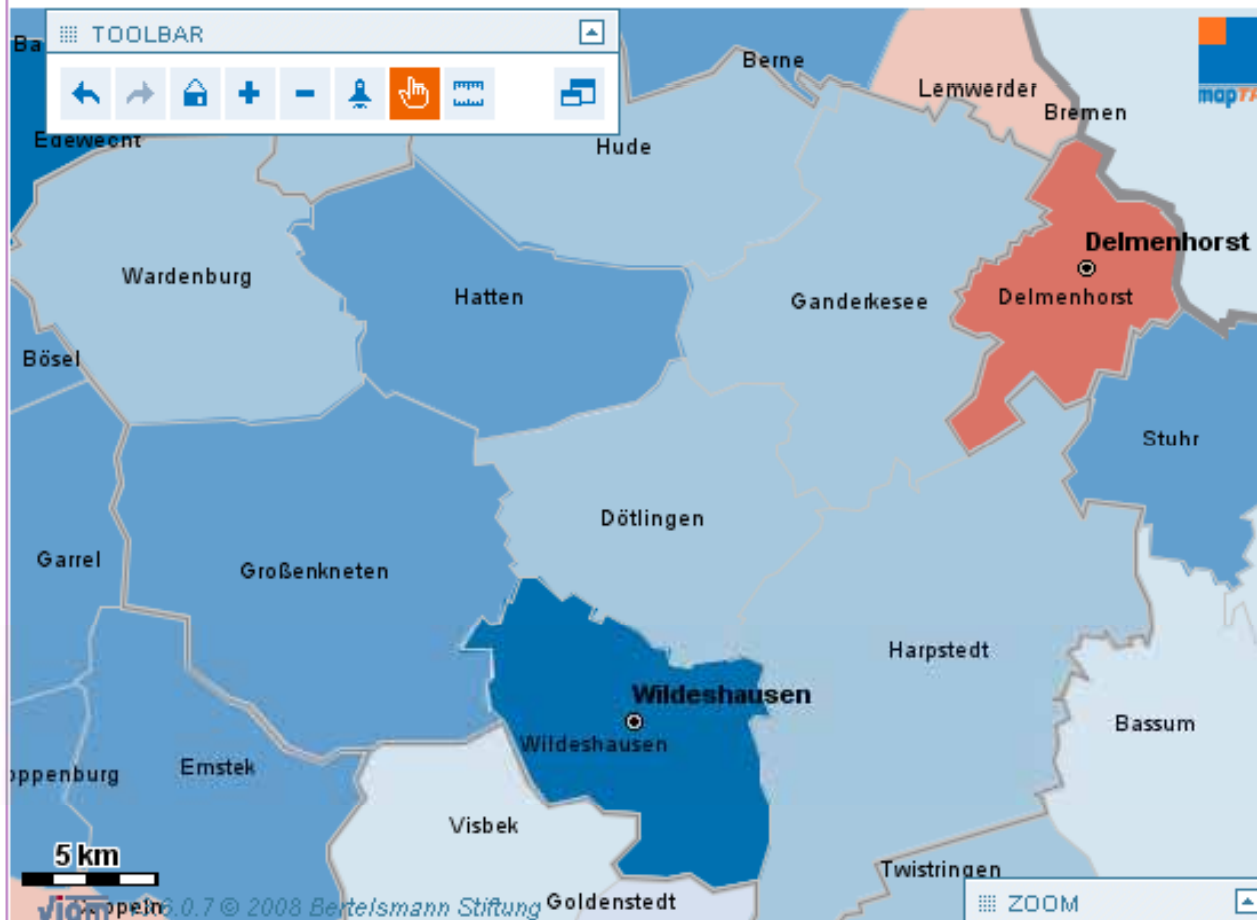 TOOLBAR
Ba
Berne
Lemwerder
mapTR
Bremen
Edewecht
Hude
Delmenhorst
Wardenburg
Hatten
Ganderkesee
Delmenhorst
Bösel
Stuhr
Dötlingen
Garrel
Großenkneten
Harpstedt
Wildeshausen
Bassum
Wildeshausen
oppenburg
Emstek
Visbek
5 km
Twistringen
Goldenstedt
6.0.7 © 2008 Bertelsmann Stiftung
ZOOM